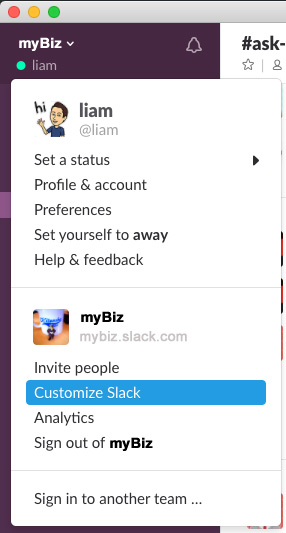 myBiz
liam
#ask-
hi
liam
@liam
Set a status
Profile & account
Preferences
Set yourself to away
Help & feedback
myBiz
mybiz.slack.com
Invite people
Customize Slack
Analytics
Sign out of myBiz
Sign in to another team ...